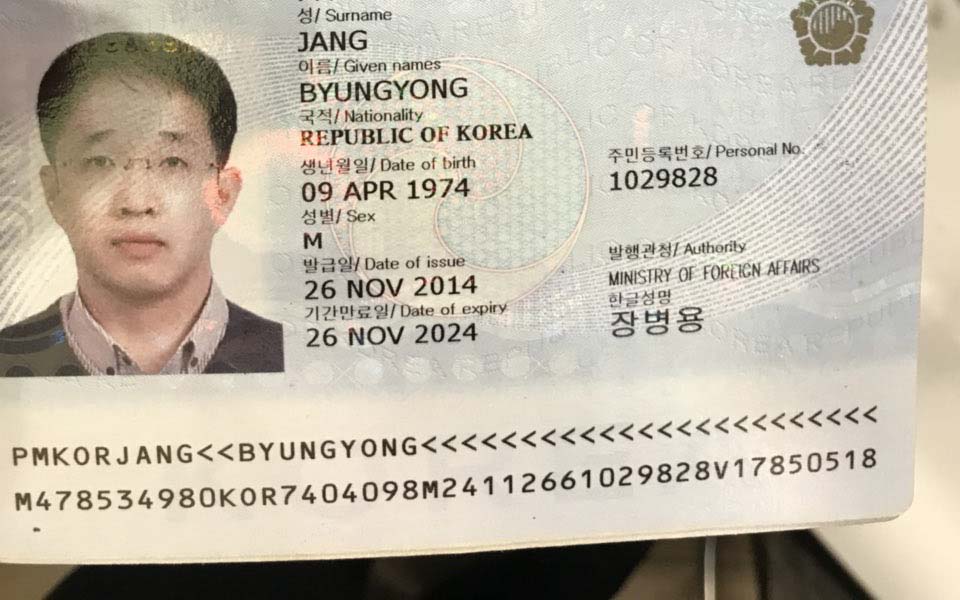 성/ Surname
JANG
이름/ Given names
BYUNGYONG
국적/ Nationality
REPUBLIC OF KOREA
생년월일/ Date of birth
09 APR 1974
주민등록번호/ Personal No.
1029828
성별/ Sex
M
발급일/ Date of issue
26 NOV 2014
발행관청/ Authority
MINISTRY OF FOREIGN AFFAIRS
기간만료일/ Date of expiry
26 NOV 2024
한글성명
장병용
PMKORJANG<<BYUNGYONG<<<<<<<<<<<<<<<<<<<<<<<<
M478534980KOR7404098M24112661029828V17850518